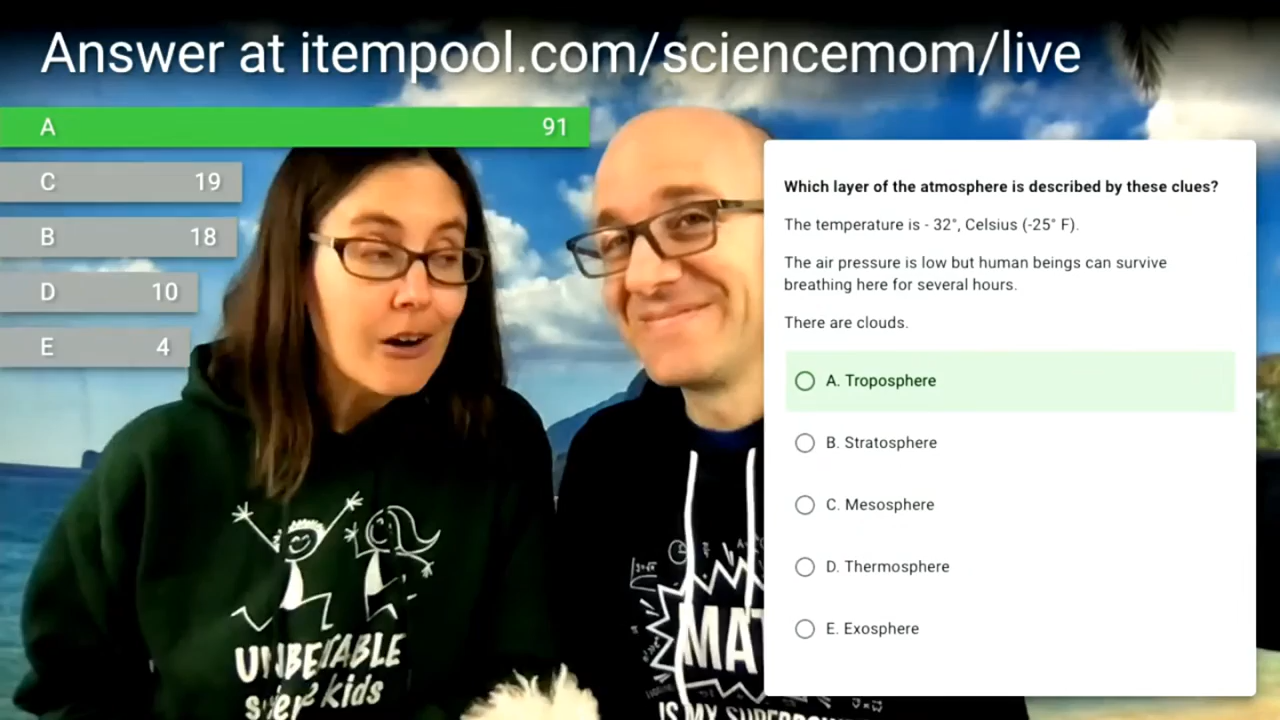 Answer at itempool.com/sciencemom/live
A 91
C 19
B 18
D 10
E 4
Which layer of the atmosphere is described by these clues?
The temperature is - 32°, Celsius (-25° F).
The air pressure is low but human beings can survive
breathing here for several hours.
There are clouds.
A. Troposphere
B. Stratosphere
C. Mesosphere
D. Thermosphere
E. Exosphere
kids
IS MY